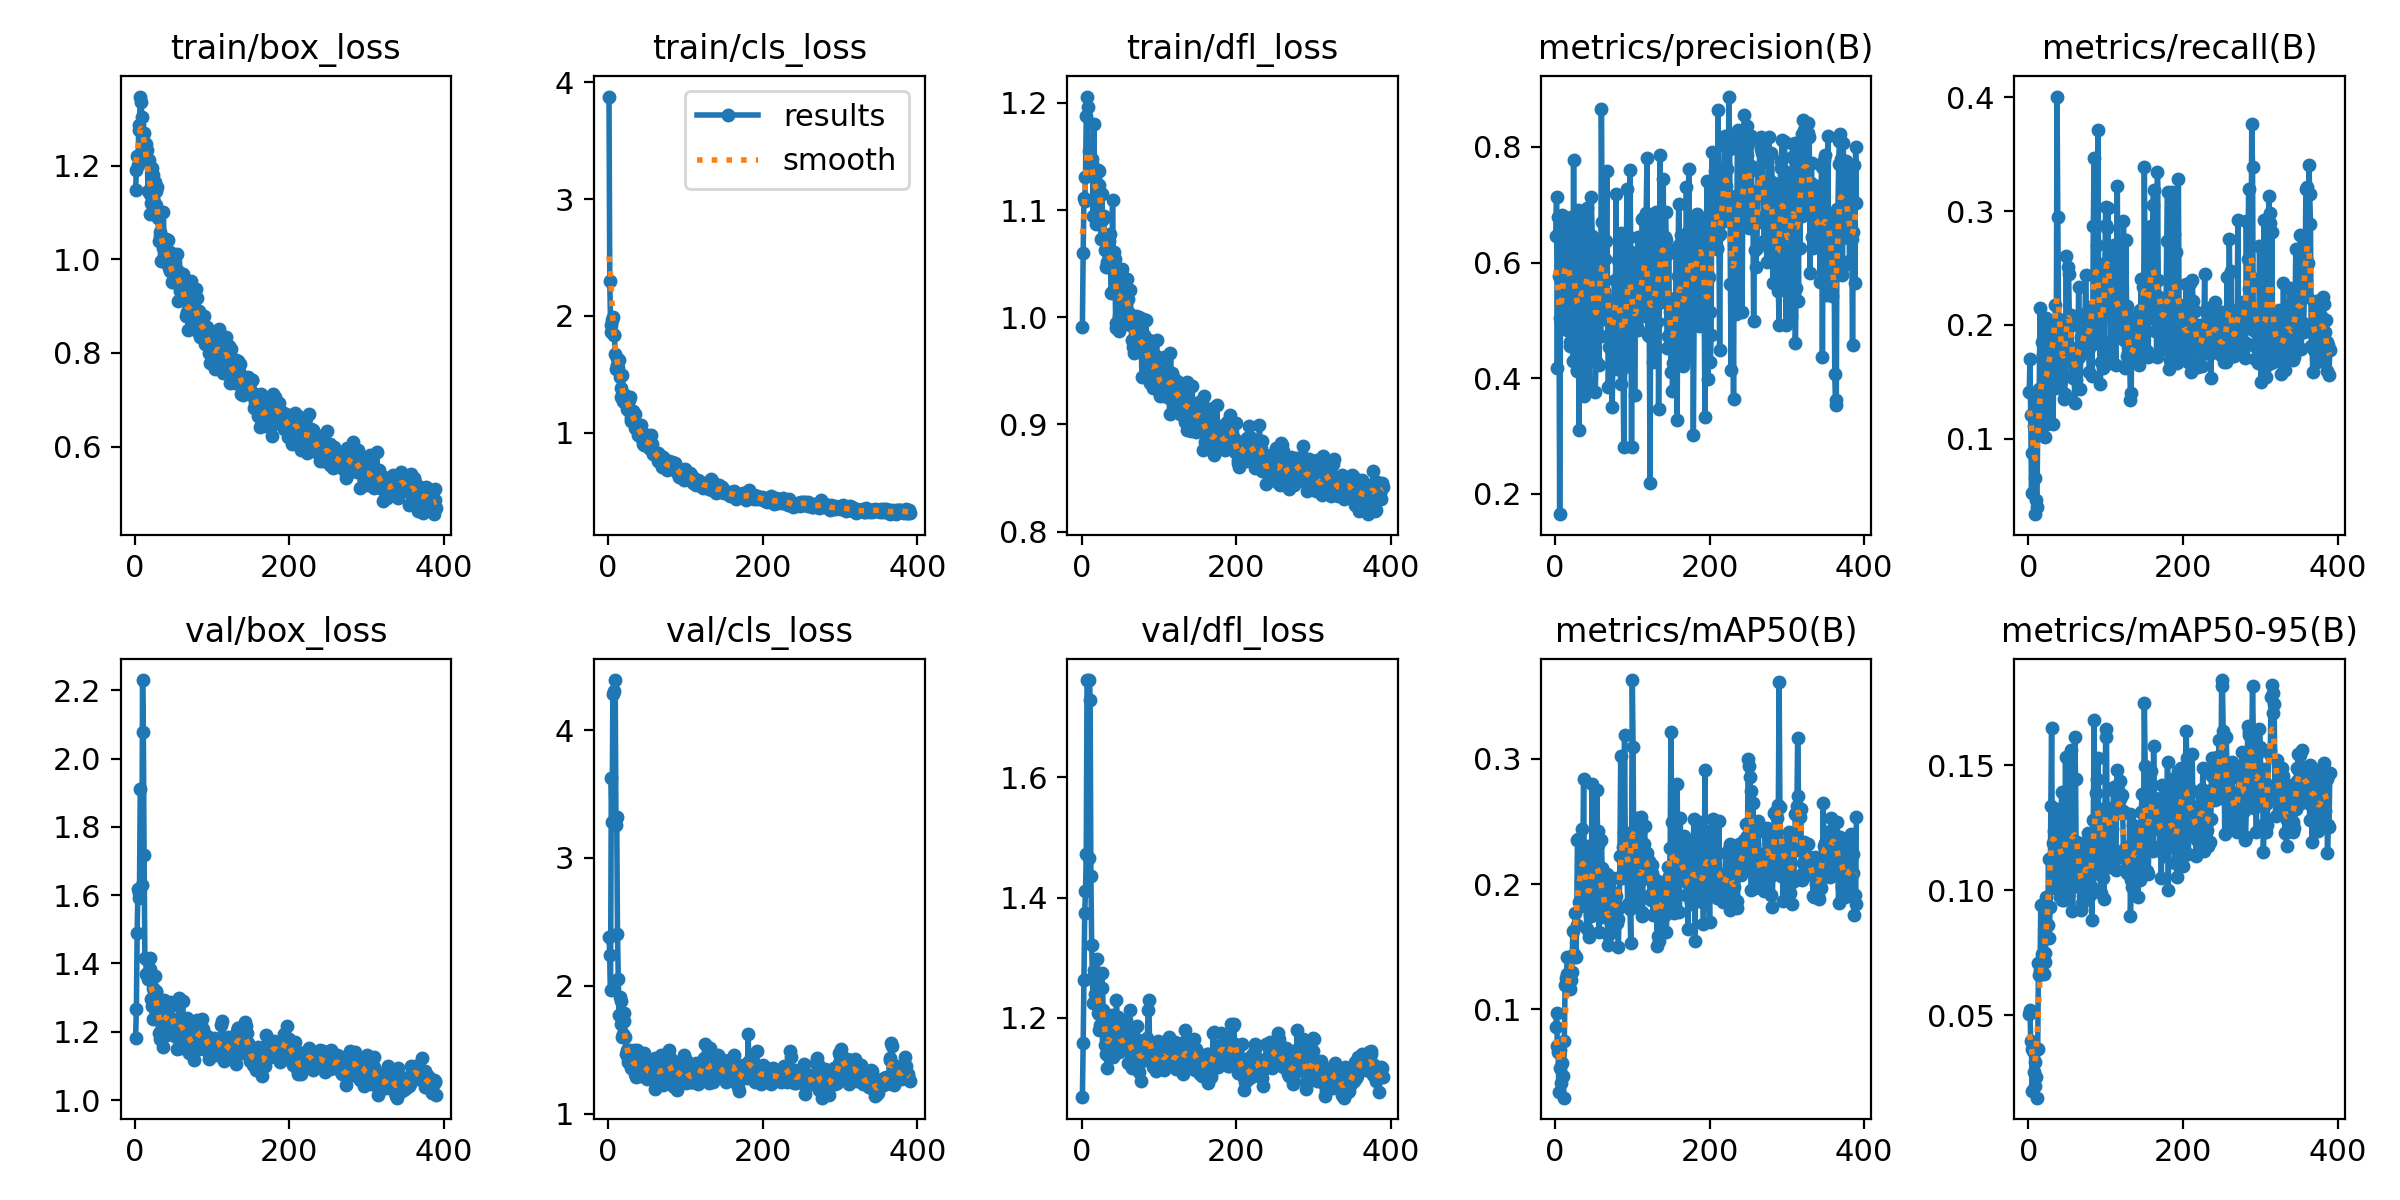 train/box_loss
1.2
1.0
0.8
0.6
0 200 400
train/cls_loss
results
smooth
4
3
2
1
0 200 400
train/dfl_loss
1.2
1.1
1.0
0.9
0.8
0 200 400
metrics/precision(B)
0.8
0.6
0.4
0.2
0 200 400
metrics/recall(B)
0.4
0.3
0.2
0.1
0 200 400
val/box_loss
2.2
2.0
1.8
1.6
1.4
1.2
1.0
0 200 400
val/cls_loss
4
3
2
1
0 200 400
val/dfl_loss
1.6
1.4
1.2
0 200 400
metrics/mAP50(B)
0.3
0.2
0.1
0 200 400
metrics/mAP50-95(B)
0.15
0.10
0.05
0 200 400